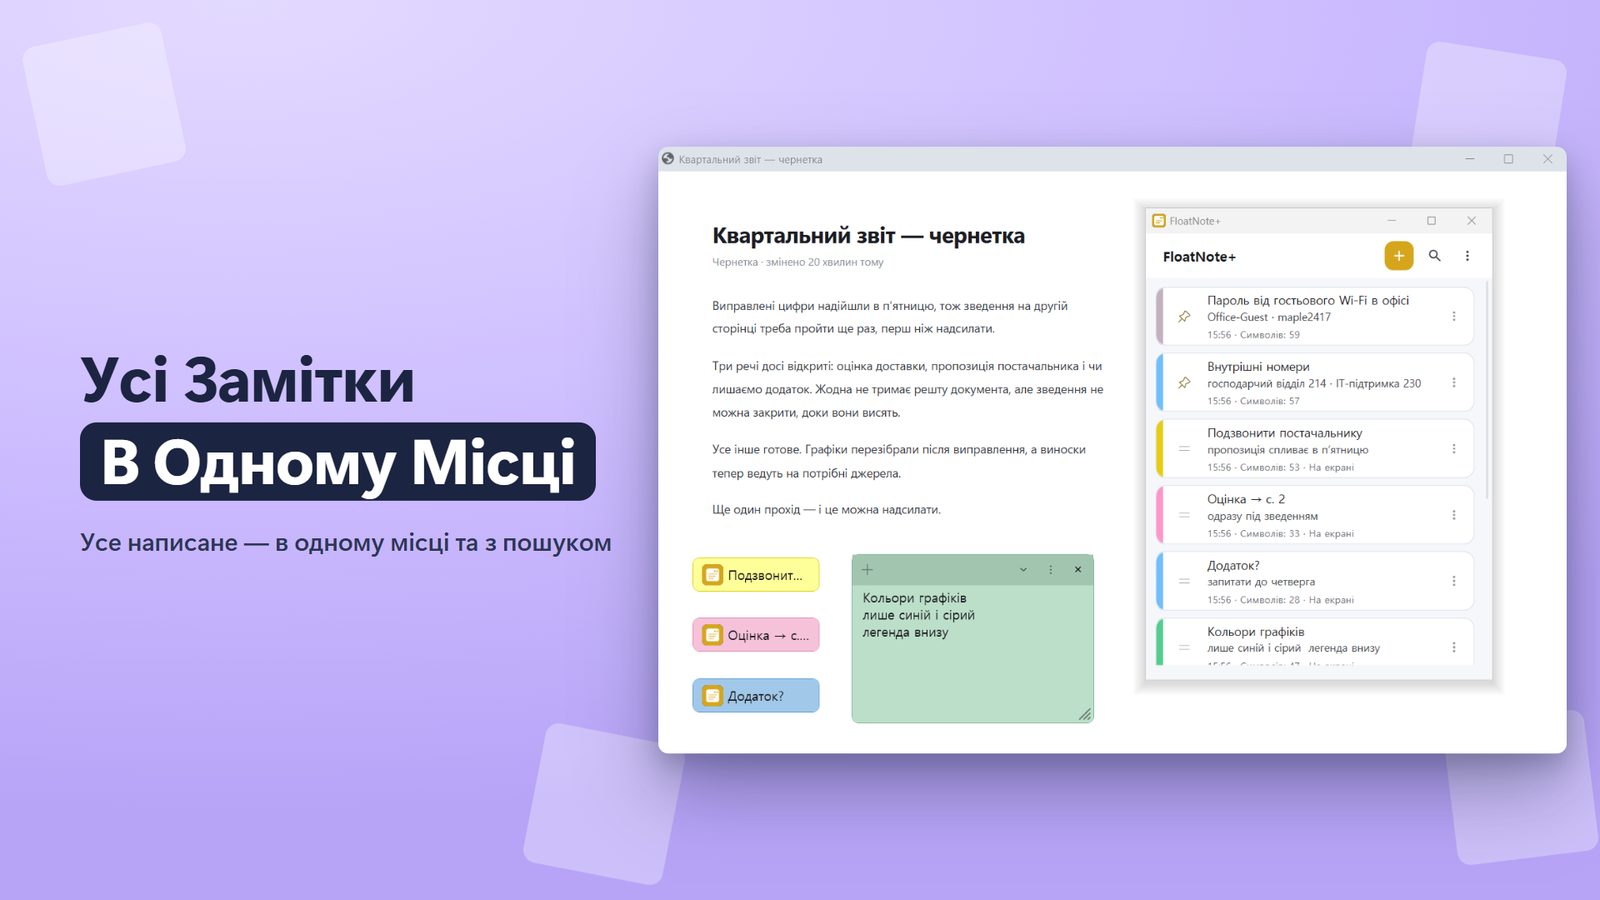 Усі Замітки
В Одному Місці
Усе написане — в одному місці та з пошуком
Квартальний звіт — чернетка
Квартальний звіт — чернетка
Чернетка · змінено 20 хвилин тому
Виправлені цифри надійшли в п'ятницю, тож зведення на другій
сторінці треба пройти ще раз, перш ніж надсилати.
Три речі досі відкриті: оцінка доставки, пропозиція постачальника і чи
лишаємо додаток. Жодна не тримає решту документа, але зведення не
можна закрити, доки вони висять.
Усе інше готове. Графіки перезібрали після виправлення, а виноски
тепер ведуть на потрібні джерела.
Ще один прохід — і це можна надсилати.
Подзвонит...
Оцінка → с....
Додаток?
Кольори графіків
лише синій і сірий
легенда внизу
FloatNote+
FloatNote+
Пароль від гостьового Wi-Fi в офісі
Office-Guest · maple2417
15:56 · Символів: 59
Внутрішні номери
господарчий відділ 214 · ІТ-підтримка 230
15:56 · Символів: 57
Подзвонити постачальнику
пропозиція спливає в п'ятницю
15:56 · Символів: 53 · На екрані
Оцінка → с. 2
одразу під зведенням
15:56 · Символів: 33 · На екрані
Додаток?
запитати до четверга
15:56 · Символів: 28 · На екрані
Кольори графіків
лише синій і сірий легенда внизу
15:56 · Символів: 47 · На екрані